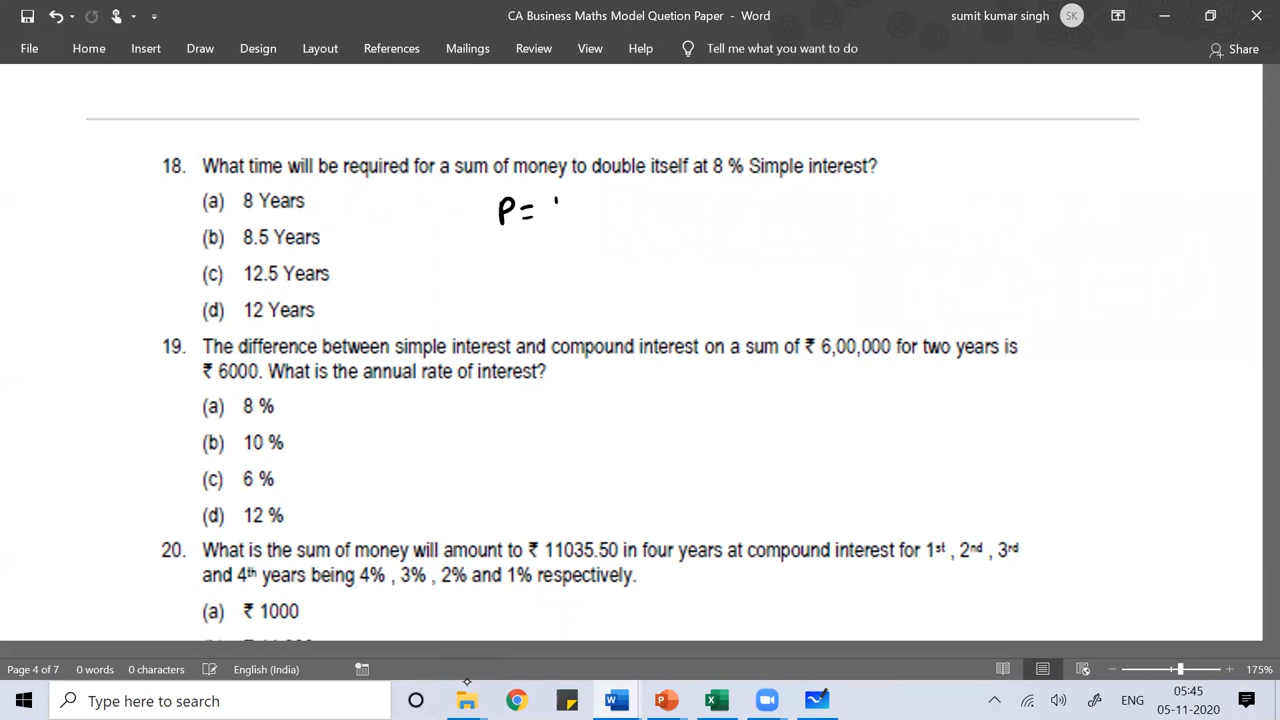 CA Business Maths Model Quetion Paper - Word
sumit kumar singh SK
File Home Insert Draw Design Layout References Mailings Review View Help Tell me what you want to do Share
18. What time will be required for a sum of money to double itself at 8 % Simple interest?
(a) 8 Years
P=
(b) 8.5 Years
(c) 12.5 Years
(d) 12 Years
19. The difference between simple interest and compound interest on a sum of ₹ 6,00,000 for two years is
₹ 6000. What is the annual rate of interest?
(a) 8 %
(b) 10 %
(c) 6 %
(d) 12 %
20. What is the sum of money will amount to ₹ 11035.50 in four years at compound interest for 1st , 2nd , 3rd
and 4th years being 4% , 3% , 2% and 1% respectively.
(a) ₹ 1000
Page 4 of 7 0 words 0 characters English (India) 175%
Type here to search
ENG
05:45
05-11-2020